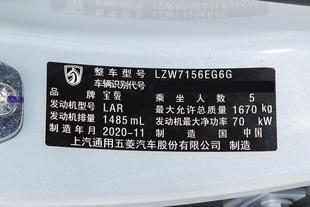 整车型号 LZW7156EG6G
车辆识别代号
品牌 宝骏 乘坐人数 5
发动机型号 LAR 最大允许总质量 1670 kg
发动机排量 1485 mL 发动机最大净功率 70 kW
制造年月 2020-11 制造国 中国
上汽通用五菱汽车股份有限公司 制造